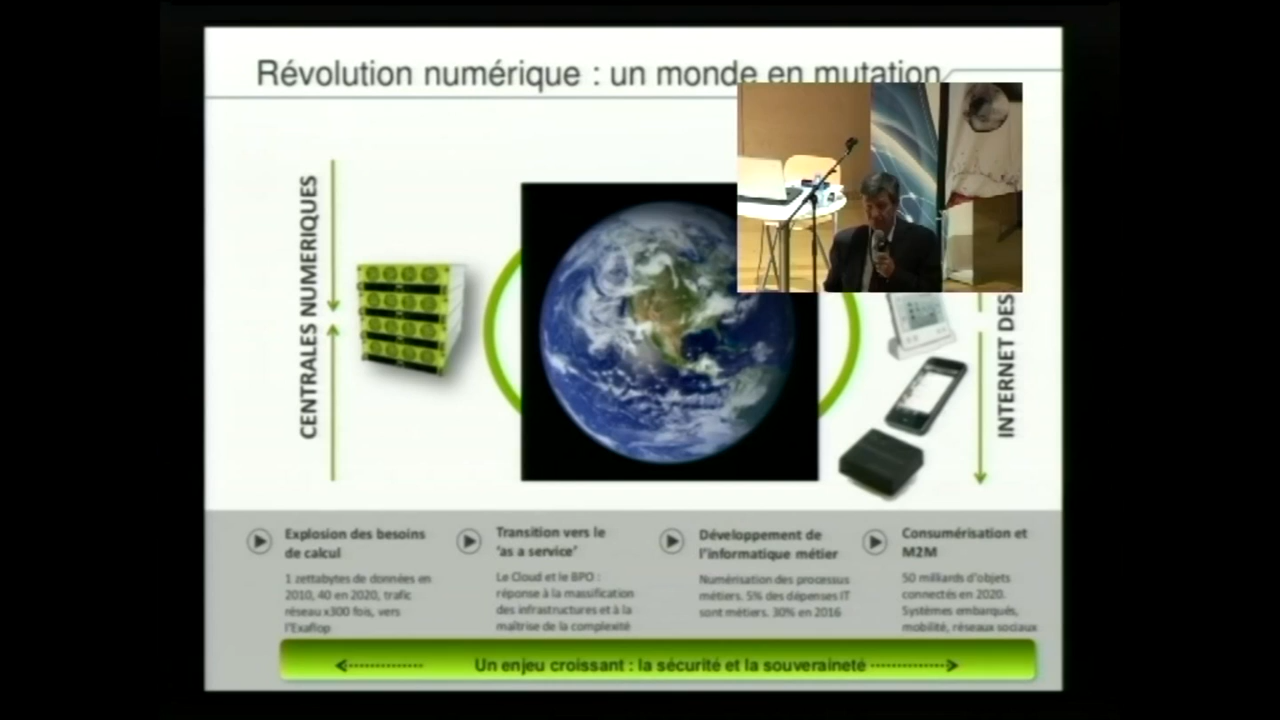 Révolution numérique : un monde en mutation
CENTRALES NUMERIQUES
INTERNET DES
Explosion des besoins
de calcul
1 zettabytes de données en
2010, 40 en 2020, trafic
réseau x300 fois, vers
l'Exaflop
Transition vers le
'as a service'
Le Cloud et le BPO :
réponse à la massification
des infrastructures et à la
maîtrise de la complexité
Développement de
l'informatique métier
Numérisation des processus
métiers. 5% des dépenses IT
sont métiers. 30% en 2016
Consumérisation et
M2M
50 milliards d'objets
connectés en 2020.
Systèmes embarqués,
mobilité, réseaux sociaux
Un enjeu croissant : la sécurité et la souveraineté